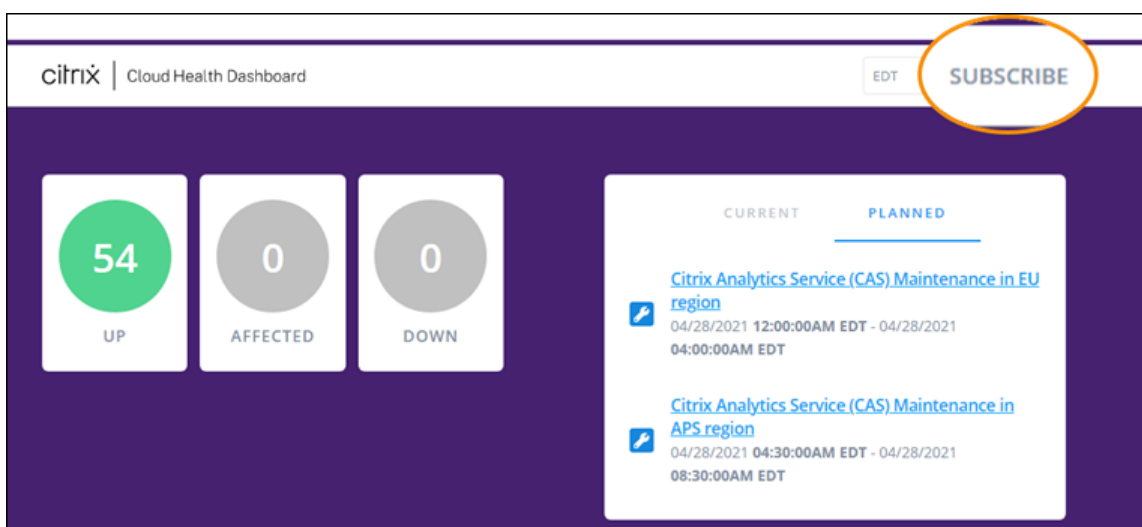 citrix | Cloud Health Dashboard
EDT
SUBSCRIBE
54
UP
0
AFFECTED
0
DOWN
CURRENT
PLANNED
Citrix Analytics Service (CAS) Maintenance in EU
region
04/28/2021 12:00:00AM EDT - 04/28/2021
04:00:00AM EDT
Citrix Analytics Service (CAS) Maintenance in
APS region
04/28/2021 04:30:00AM EDT - 04/28/2021
08:30:00AM EDT